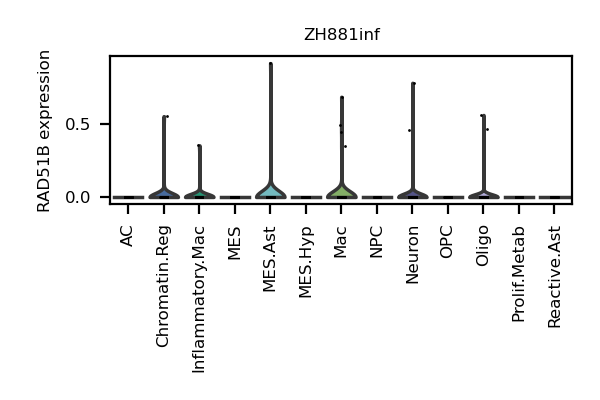 ZH881inf
RAD51B expression
0.5
0.0
AC
Chromatin.Reg
Inflammatory.Mac
MES
MES.Ast
MES.Hyp
Mac
NPC
Neuron
OPC
Oligo
Prolif.Metab
Reactive.Ast